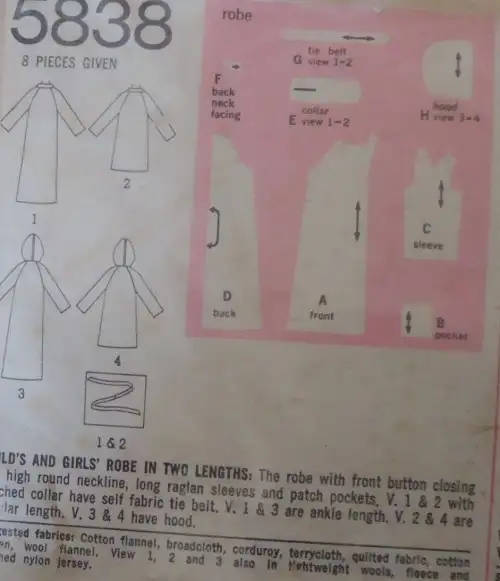 5838
8 PIECES GIVEN
1
2
3
4
1 & 2
robe
tie belt
G view 1-2
F
back
neck
facing
collar
E view 1-2
hood
H view 3-4
C
sleeve
D
back
A
front
B
pocket
ILD'S AND GIRLS' ROBE IN TWO LENGTHS: The robe with front button closing
high round neckline, long raglan sleeves and patch pockets. V. 1 & 2 with
ched collar have self fabric tie belt. V. 1 & 3 are ankle length. V. 2 & 4 are
lar length. V. 3 & 4 have hood.
ested fabrics: Cotton flannel, broadcloth, corduroy, terrycloth, quilted fabric, cotton
en, wool flannel. View 1, 2 and 3 also in lightweight wools, fleece and
hed nylon jersey.